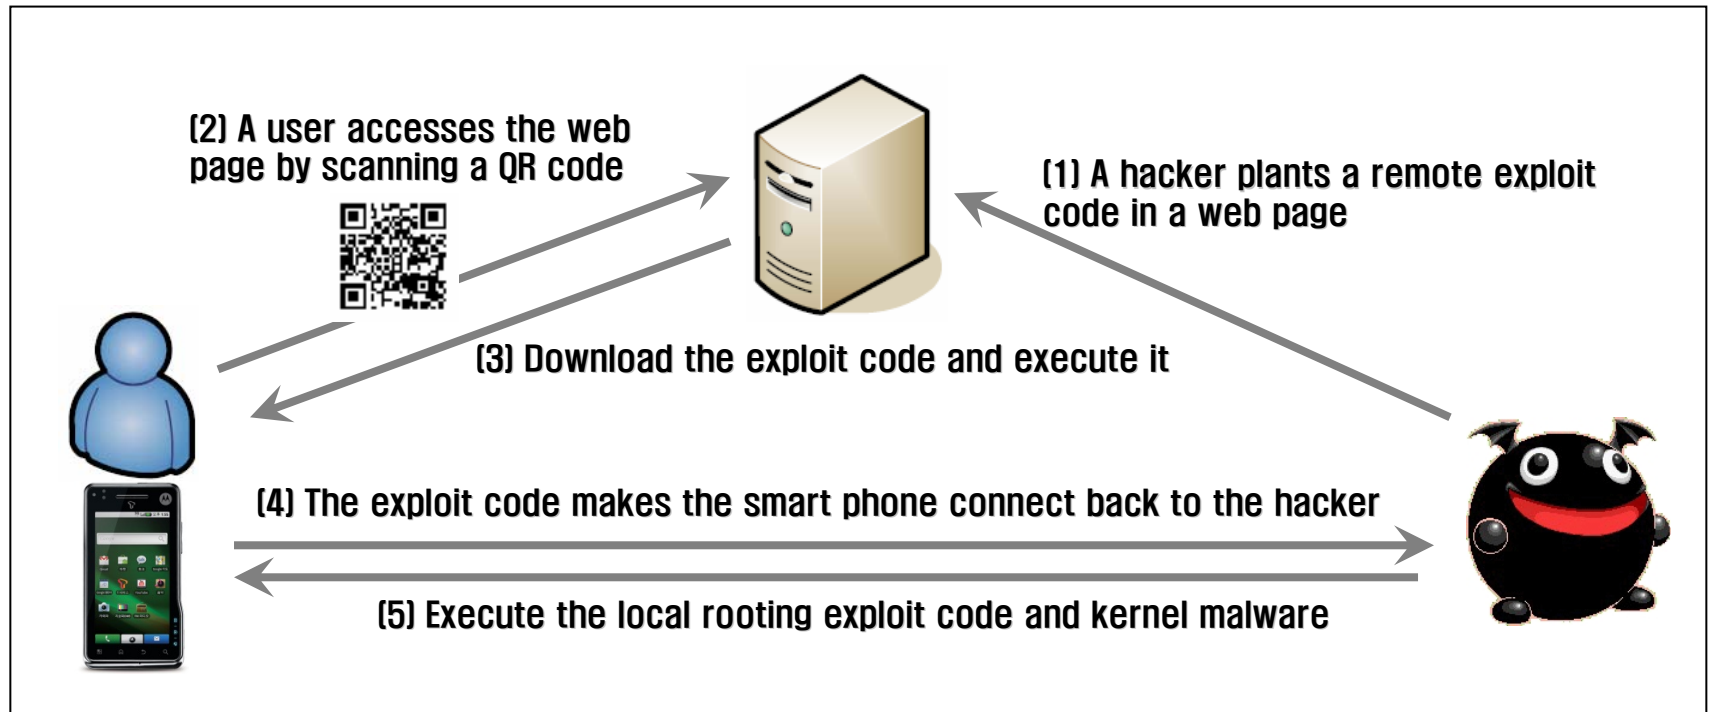 (2) A user accesses the web
page by scanning a QR code
(1) A hacker plants a remote exploit
code in a web page
(3) Download the exploit code and execute it
(4) The exploit code makes the smart phone connect back to the hacker
(5) Execute the local rooting exploit code and kernel malware